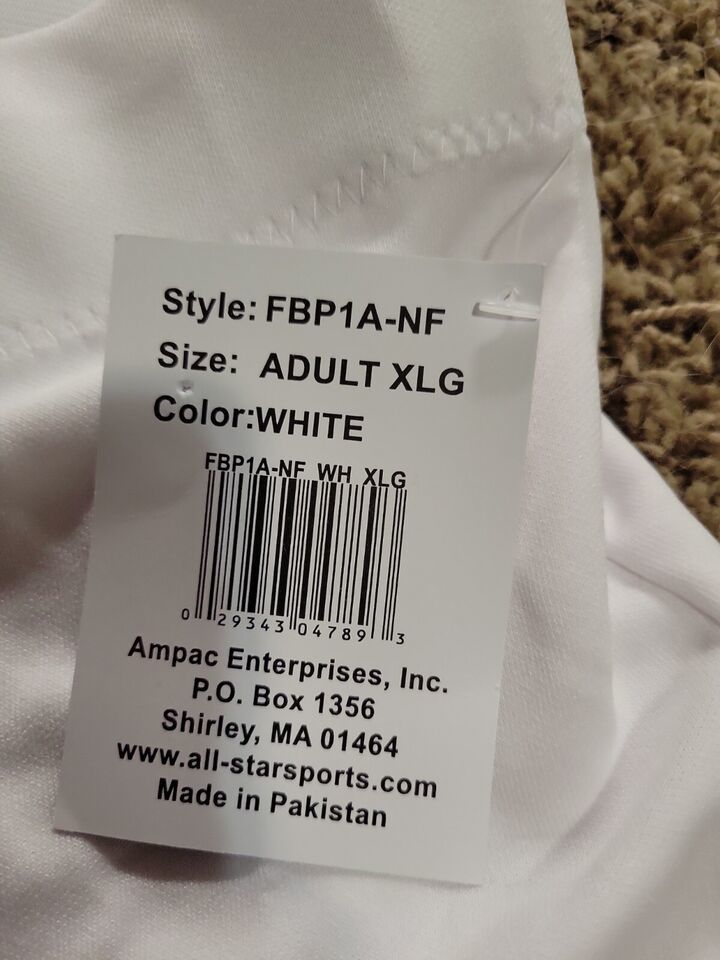 Style: FBP1A-NF
Size: ADULT XLG
Color:WHITE
FBP1A-NF WH XLG
0 29343 04789 3
Ampac Enterprises, Inc.
P.O. Box 1356
Shirley, MA 01464
www.all-starsports.com
Made in Pakistan